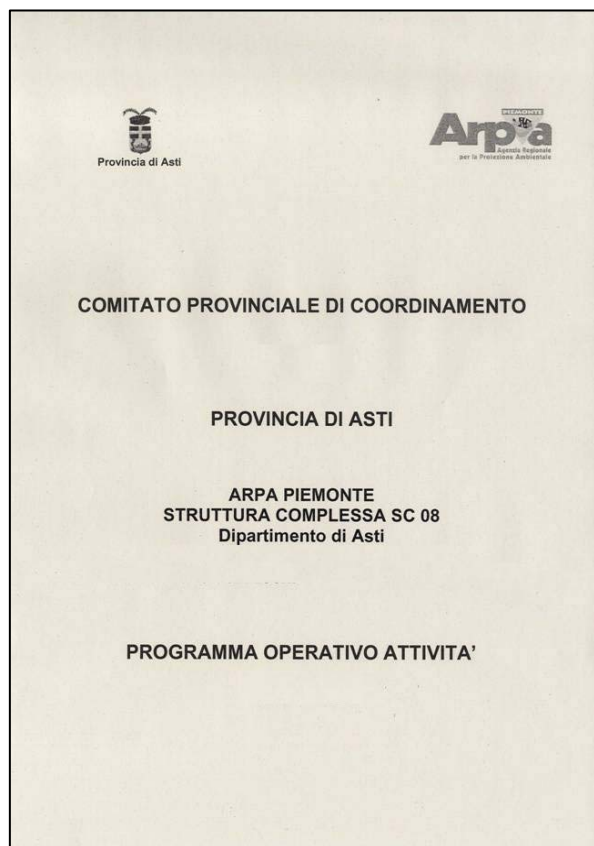 Provincia di Asti
PIEMONTE
Arpa
Agenzia Regionale
per la Protezione Ambientale
COMITATO PROVINCIALE DI COORDINAMENTO
PROVINCIA DI ASTI
ARPA PIEMONTE
STRUTTURA COMPLESSA SC 08
Dipartimento di Asti
PROGRAMMA OPERATIVO ATTIVITA'